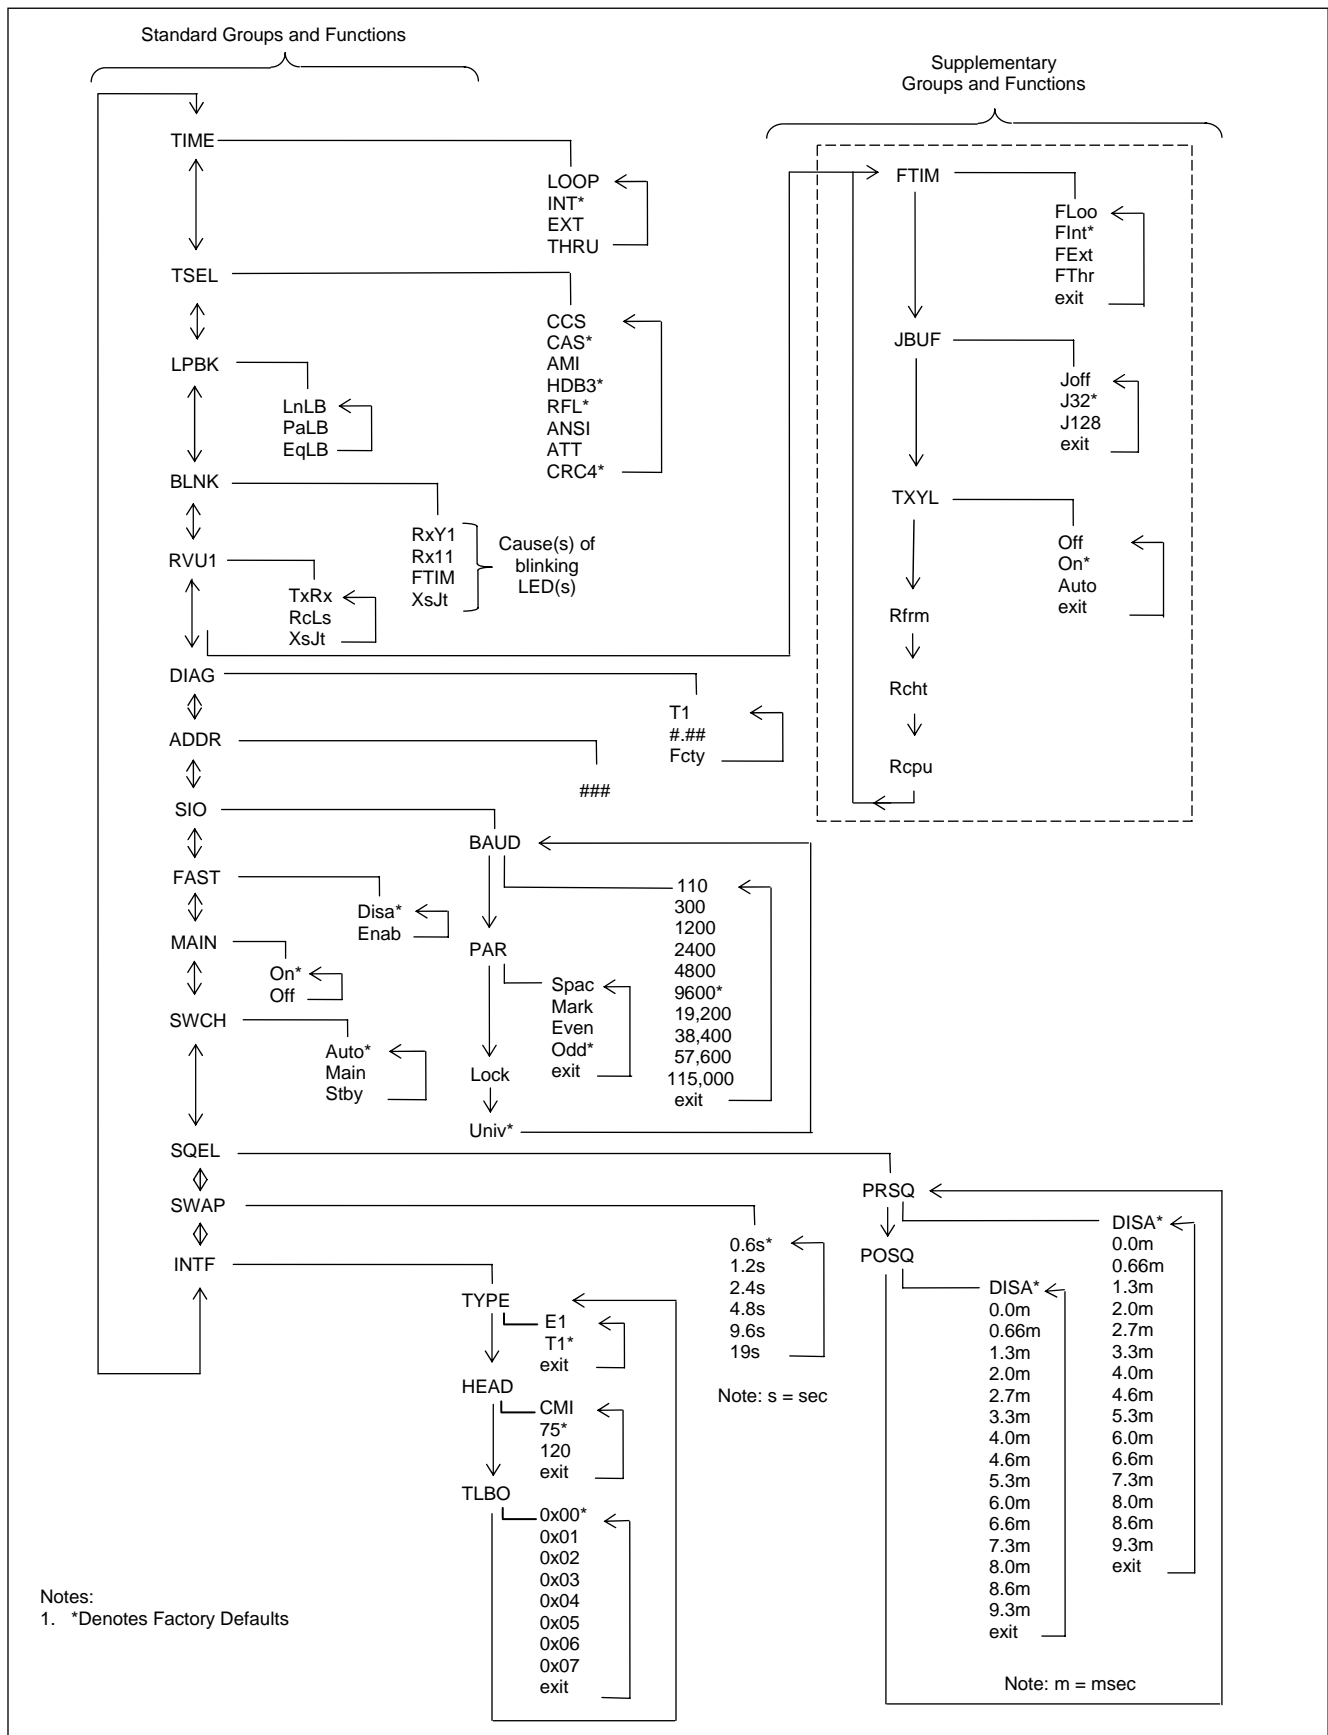 Standard Groups and Functions
Supplementary
Groups and Functions
TIME
LOOP
INT*
EXT
THRU
TSEL
CCS
CAS*
AMI
HDB3*
RFL*
ANSI
ATT
CRC4*
LPBK
LnLB
PaLB
EqLB
BLNK
RxY1
Rx11
FTIM
XsJt
Cause(s) of
blinking
LED(s)
RVU1
TxRx
RcLs
XsJt
DIAG
T1
#.##
Fcty
ADDR
###
SIO
BAUD
110
300
1200
2400
4800
9600*
19,200
38,400
57,600
115,000
exit
PAR
Spac
Mark
Even
Odd*
exit
Lock
Univ*
FAST
Disa*
Enab
MAIN
On*
Off
SWCH
Auto*
Main
Stby
SQEL
PRSQ
DISA*
0.0m
0.66m
1.3m
2.0m
2.7m
3.3m
4.0m
4.6m
5.3m
6.0m
6.6m
7.3m
8.0m
8.6m
9.3m
exit
POSQ
DISA*
0.0m
0.66m
1.3m
2.0m
2.7m
3.3m
4.0m
4.6m
5.3m
6.0m
6.6m
7.3m
8.0m
8.6m
9.3m
exit
Note: m = msec
SWAP
0.6s*
1.2s
2.4s
4.8s
9.6s
19s
Note: s = sec
INTF
TYPE
E1
T1*
exit
HEAD
CMI
75*
120
exit
TLBO
0x00*
0x01
0x02
0x03
0x04
0x05
0x06
0x07
exit
FTIM
FLoo
FInt*
FExt
FThr
exit
JBUF
Joff
J32*
J128
exit
TXYL
Off
On*
Auto
exit
Rfrm
Rcht
Rcpu
Notes:
1. *Denotes Factory Defaults